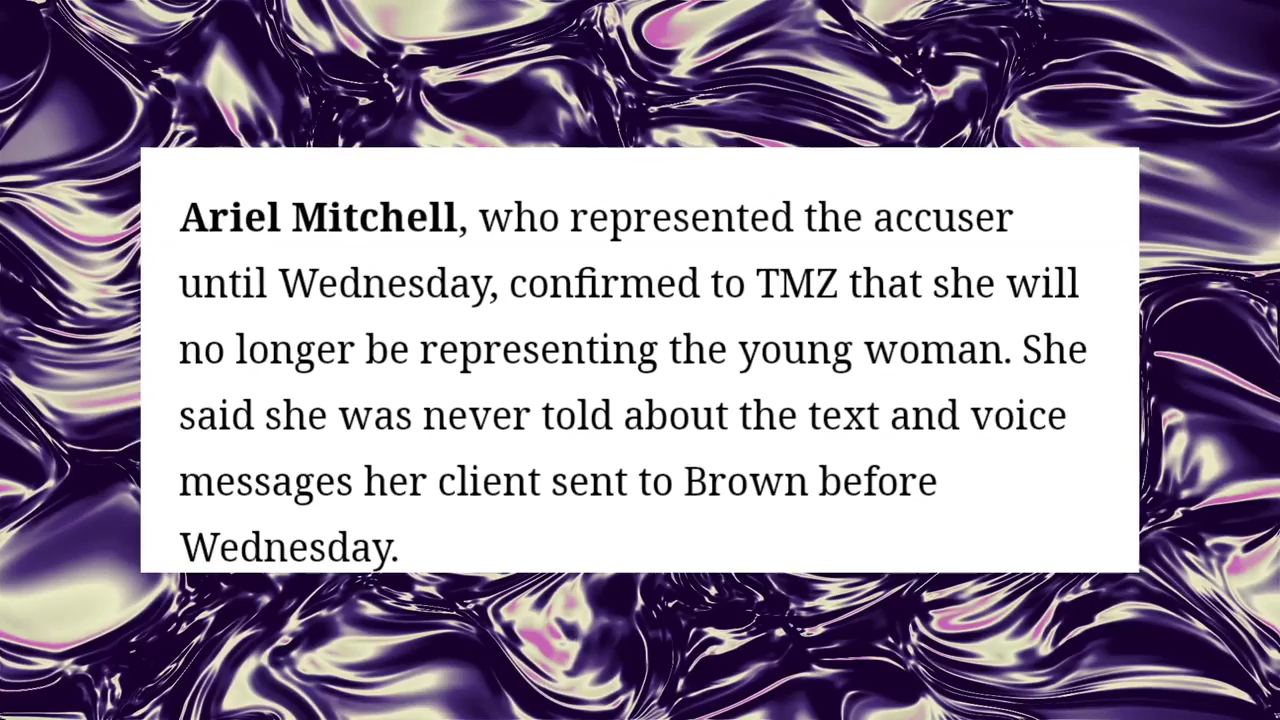 Ariel Mitchell, who represented the accuser
until Wednesday, confirmed to TMZ that she will
no longer be representing the young woman. She
said she was never told about the text and voice
messages her client sent to Brown before
Wednesday.